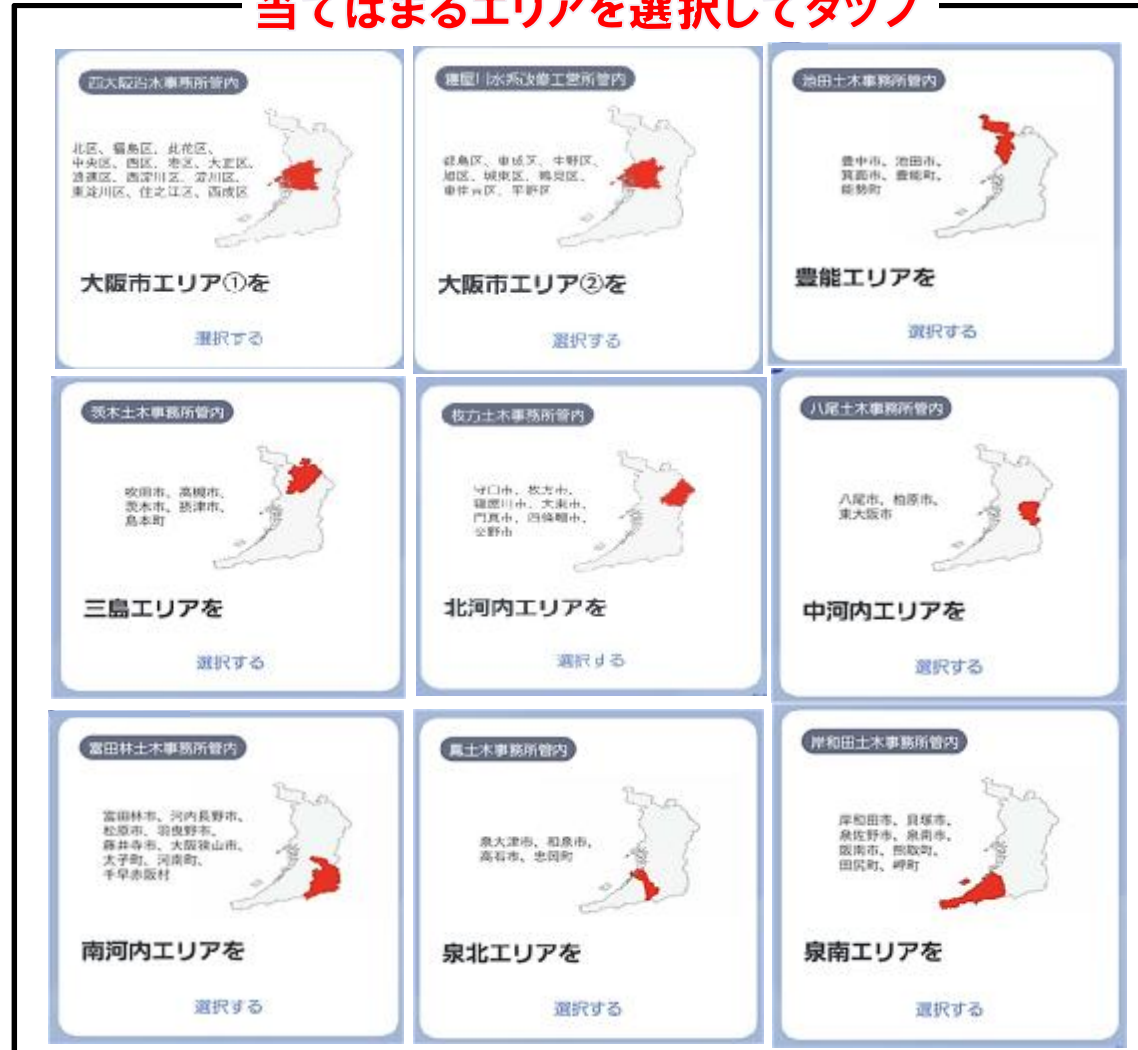 当てはまるエリアを選択してタップ
西大阪治水事務所管内
北区、福島区、此花区、
中央区、西区、港区、大正区、
浪速区、西淀川区、淀川区、
東淀川区、住之江区、西成区
大阪市エリア①を
選択する
寝屋川水系改修工営所管内
都島区、東成区、生野区、
旭区、城東区、鶴見区、
東住吉区、平野区
大阪市エリア②を
選択する
池田土木事務所管内
豊中市、池田市、
箕面市、豊能町、
能勢町
豊能エリアを
選択する
茨木土木事務所管内
吹田市、高槻市、
茨木市、摂津市、
島本町
三島エリアを
選択する
枚方土木事務所管内
守口市、枚方市、
寝屋川市、大東市、
門真市、四條畷市、
交野市
北河内エリアを
選択する
八尾土木事務所管内
八尾市、柏原市、
東大阪市
中河内エリアを
選択する
富田林土木事務所管内
富田林市、河内長野市、
松原市、羽曳野市、
藤井寺市、大阪狭山市、
太子町、河南町、
千早赤阪村
南河内エリアを
選択する
鳳土木事務所管内
泉大津市、和泉市、
高石市、忠岡町
泉北エリアを
選択する
岸和田土木事務所管内
岸和田市、貝塚市、
泉佐野市、泉南市、
阪南市、熊取町、
田尻町、岬町
泉南エリアを
選択する